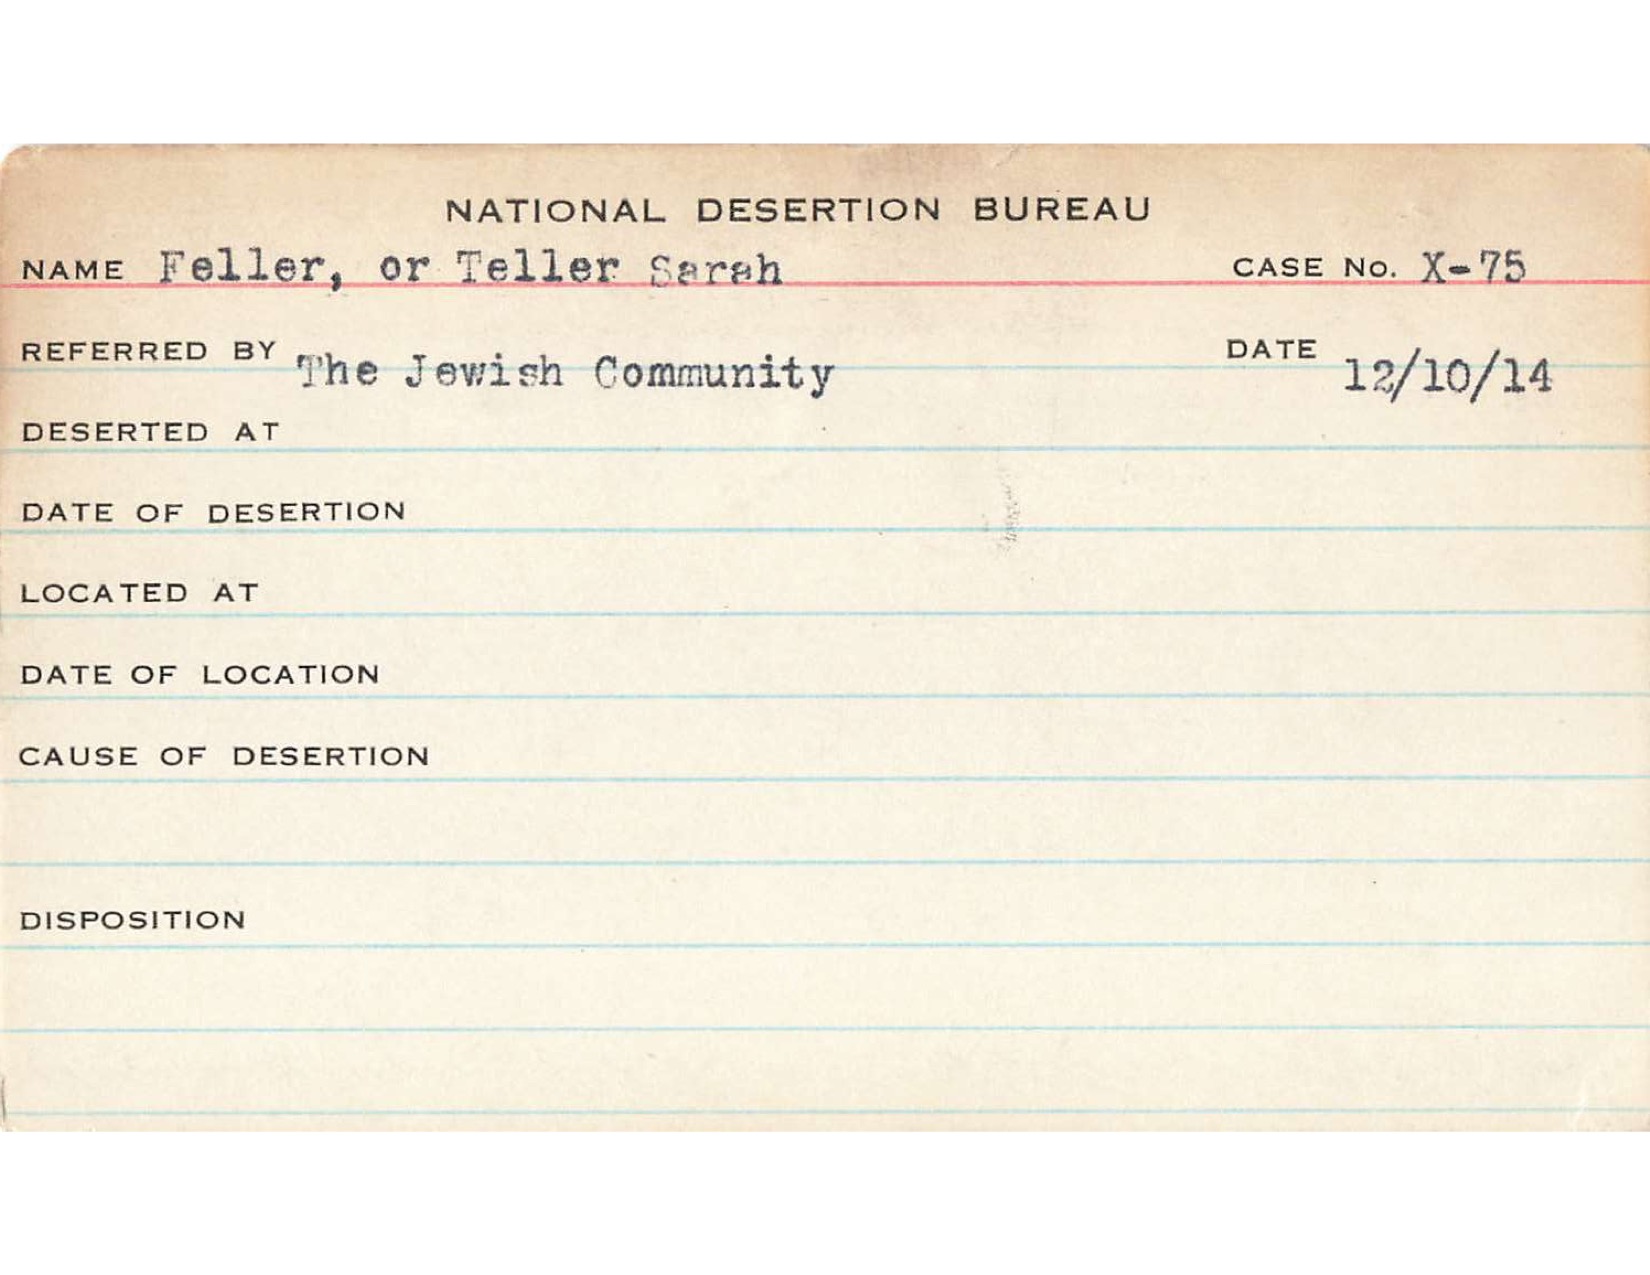 NATIONAL DESERTION BUREAU
NAME Feller, or Teller Sarah CASE No. X-75
REFERRED BY The Jewish Community DATE 12/10/14
DESERTED AT
DATE OF DESERTION
LOCATED AT
DATE OF LOCATION
CAUSE OF DESERTION
DISPOSITION